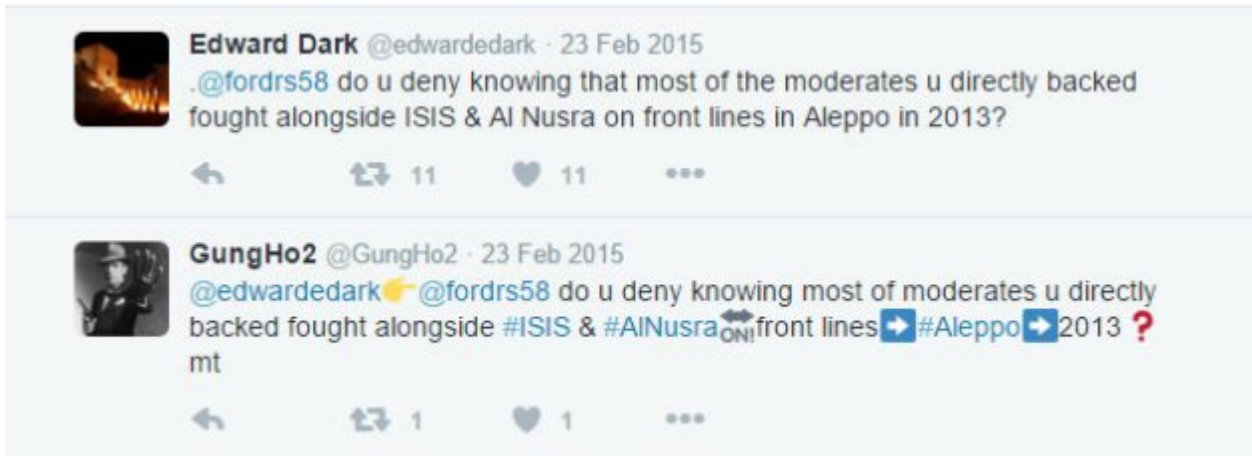 Edward Dark @edwardedark · 23 Feb 2015
.@fordrs58 do u deny knowing that most of the moderates u directly backed
fought alongside ISIS & Al Nusra on front lines in Aleppo in 2013?
11 11
GungHo2 @GungHo2 · 23 Feb 2015
@edwardedark👉@fordrs58 do u deny knowing most of moderates u directly
backed fought alongside #ISIS & #AlNusra🔛front lines➡#Aleppo➡2013❓
mt
1 1